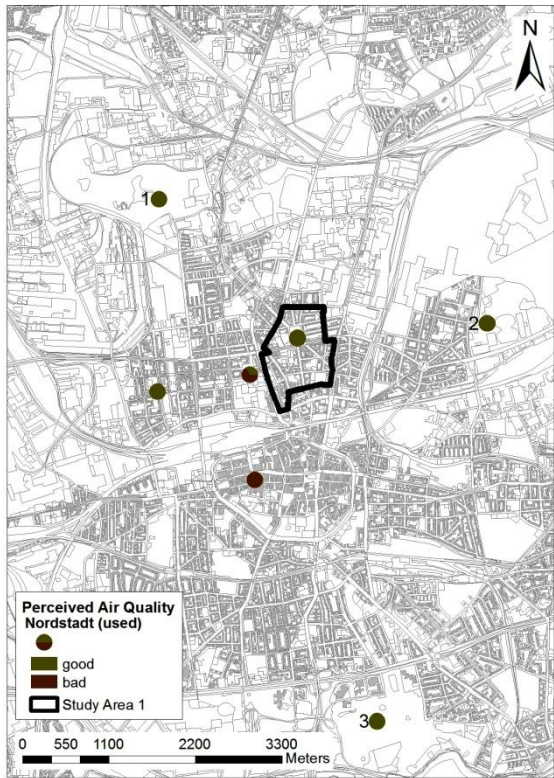 N
1
2
3
Perceived Air Quality
Nordstadt (used)
good
bad
Study Area 1
0 550 1100 2200 3300
Meters